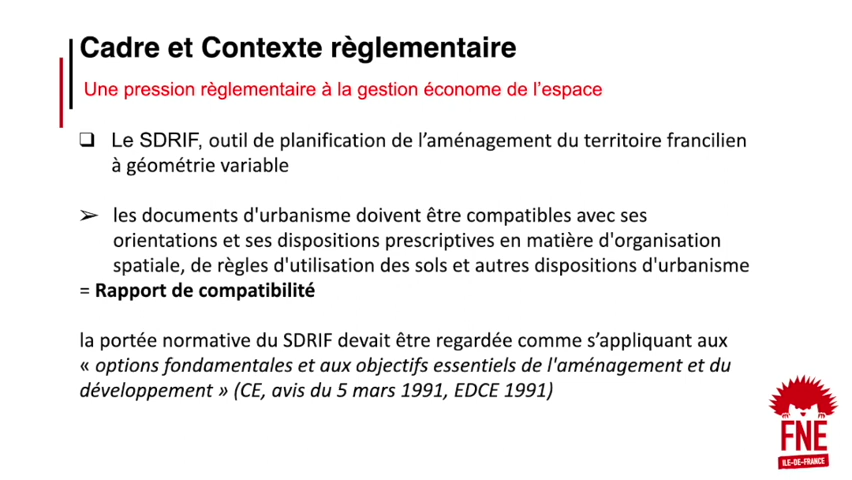 Cadre et Contexte règlementaire
Une pression règlementaire à la gestion économe de l'espace
❑ Le SDRIF, outil de planification de l'aménagement du territoire francilien
à géométrie variable
➢ les documents d'urbanisme doivent être compatibles avec ses
orientations et ses dispositions prescriptives en matière d'organisation
spatiale, de règles d'utilisation des sols et autres dispositions d'urbanisme
= Rapport de compatibilité
la portée normative du SDRIF devait être regardée comme s'appliquant aux
« options fondamentales et aux objectifs essentiels de l'aménagement et du
développement » (CE, avis du 5 mars 1991, EDCE 1991)
FNE
ILE-DE-FRANCE